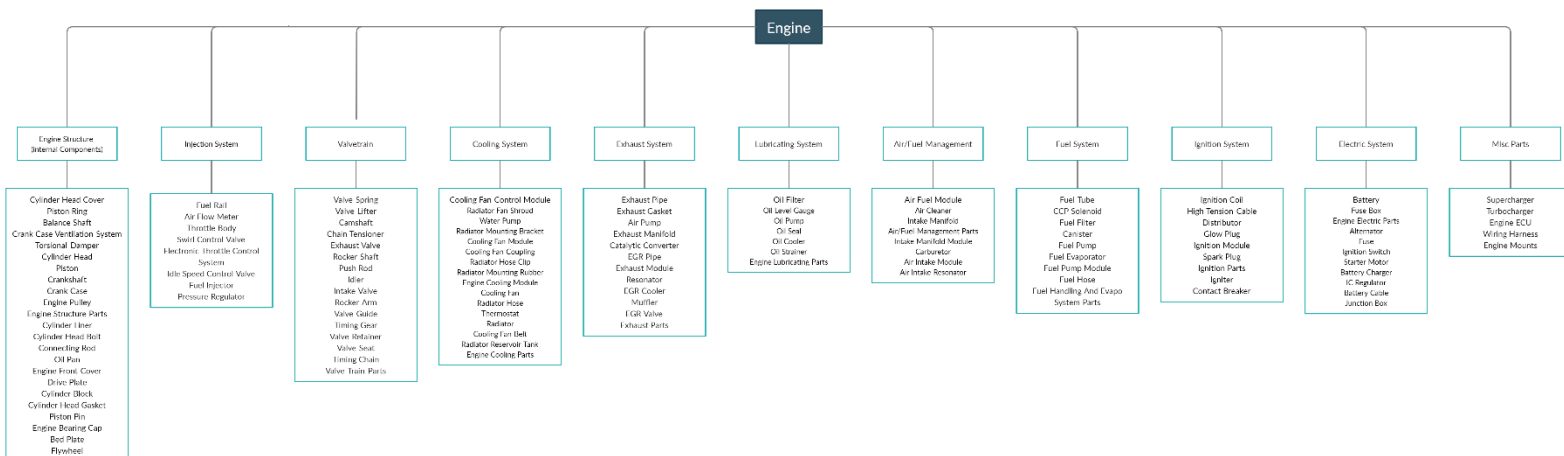 Engine
Engine Structure
(Internal Components)
Injection System
Valvetrain
Cooling System
Exhaust System
Lubricating System
Air/Fuel Management
Fuel System
Ignition System
Electric System
Misc Parts
Cylinder Head Cover
Piston Ring
Balance Shaft
Crank Case Ventilation System
Torsional Damper
Cylinder Head
Piston
Crankshaft
Crank Case
Engine Pulley
Engine Structure Parts
Cylinder Liner
Cylinder Head Bolt
Connecting Rod
Oil Pan
Engine Front Cover
Drive Plate
Cylinder Block
Cylinder Head Gasket
Piston Pin
Engine Bearing Cap
Bed Plate
Flywheel
Fuel Rail
Air Flow Meter
Throttle Body
Swirl Control Valve
Electronic Throttle Control
System
Idle Speed Control Valve
Fuel Injector
Pressure Regulator
Valve Spring
Valve Lifter
Camshaft
Chain Tensioner
Exhaust Valve
Rocker Shaft
Push Rod
Idler
Intake Valve
Rocker Arm
Valve Guide
Timing Gear
Valve Retainer
Valve Seat
Timing Chain
Valve Train Parts
Cooling Fan Control Module
Radiator Fan Shroud
Water Pump
Radiator Mounting Bracket
Cooling Fan Module
Cooling Fan Coupling
Radiator Hose Clip
Radiator Mounting Rubber
Engine Cooling Module
Cooling Fan
Radiator Hose
Thermostat
Radiator
Cooling Fan Belt
Radiator Reservoir Tank
Engine Cooling Parts
Exhaust Pipe
Exhaust Gasket
Air Pump
Exhaust Manifold
Catalytic Converter
EGR Pipe
Exhaust Module
Resonator
EGR Cooler
Muffler
EGR Valve
Exhaust Parts
Oil Filter
Oil Level Gauge
Oil Pump
Oil Seal
Oil Cooler
Oil Strainer
Engine Lubricating Parts
Air Fuel Module
Air Cleaner
Intake Manifold
Air/Fuel Management Parts
Intake Manifold Module
Carburetor
Air Intake Module
Air Intake Resonator
Fuel Tube
CCP Solenoid
Fuel Filter
Canister
Fuel Pump
Fuel Evaporator
Fuel Pump Module
Fuel Hose
Fuel Handling And Evapo
System Parts
Ignition Coil
High Tension Cable
Distributor
Glow Plug
Ignition Module
Spark Plug
Ignition Parts
Igniter
Contact Breaker
Battery
Fuse Box
Engine Electric Parts
Alternator
Fuse
Ignition Switch
Starter Motor
Battery Charger
IC Regulator
Battery Cable
Junction Box
Supercharger
Turbocharger
Engine ECU
Wiring Harness
Engine Mounts